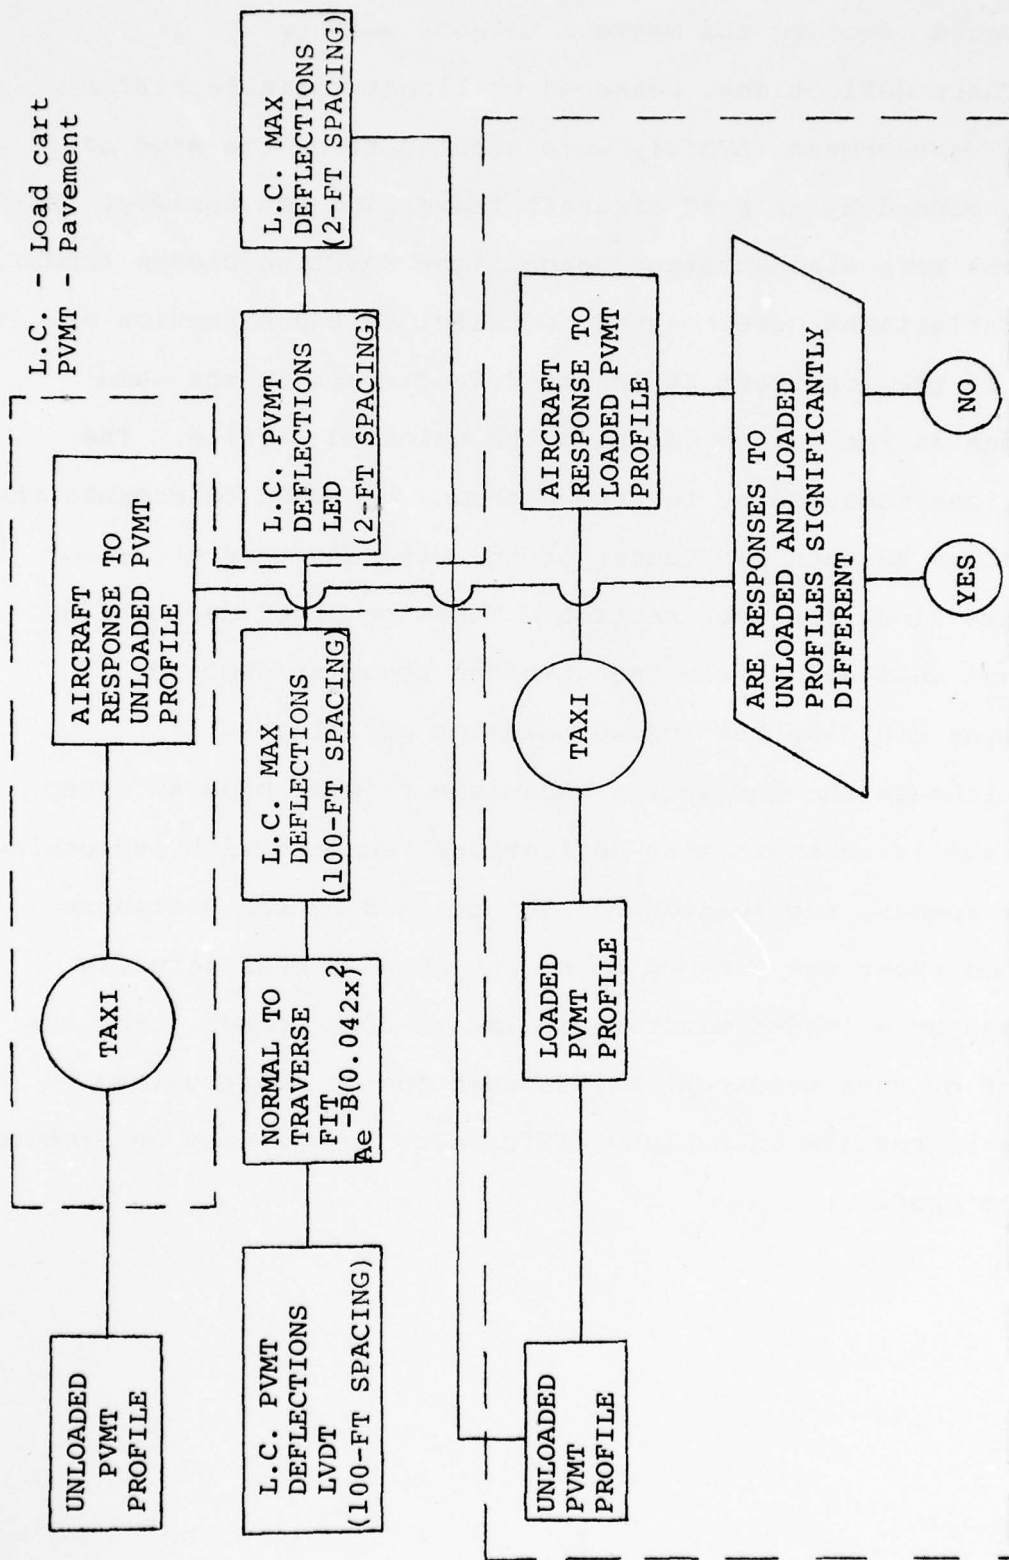 L.C. - Load cart
PVMT - Pavement
UNLOADED
PVMT
PROFILE
TAXI
AIRCRAFT
RESPONSE TO
UNLOADED PVMT
PROFILE
L.C. PVMT
DEFLECTIONS
LVDT
(100-FT SPACING)
NORMAL TO
TRAVERSE
FIT
Ae-B(0.042x)2
L.C. MAX
DEFLECTIONS
(100-FT SPACING)
L.C. PVMT
DEFLECTIONS
LED
(2-FT SPACING)
L.C. MAX
DEFLECTIONS
(2-FT SPACING)
UNLOADED
PVMT
PROFILE
LOADED
PVMT
PROFILE
TAXI
AIRCRAFT
RESPONSE TO
LOADED PVMT
PROFILE
ARE RESPONSES TO
UNLOADED AND LOADED
PROFILES SIGNIFICANTLY
DIFFERENT
YES
NO